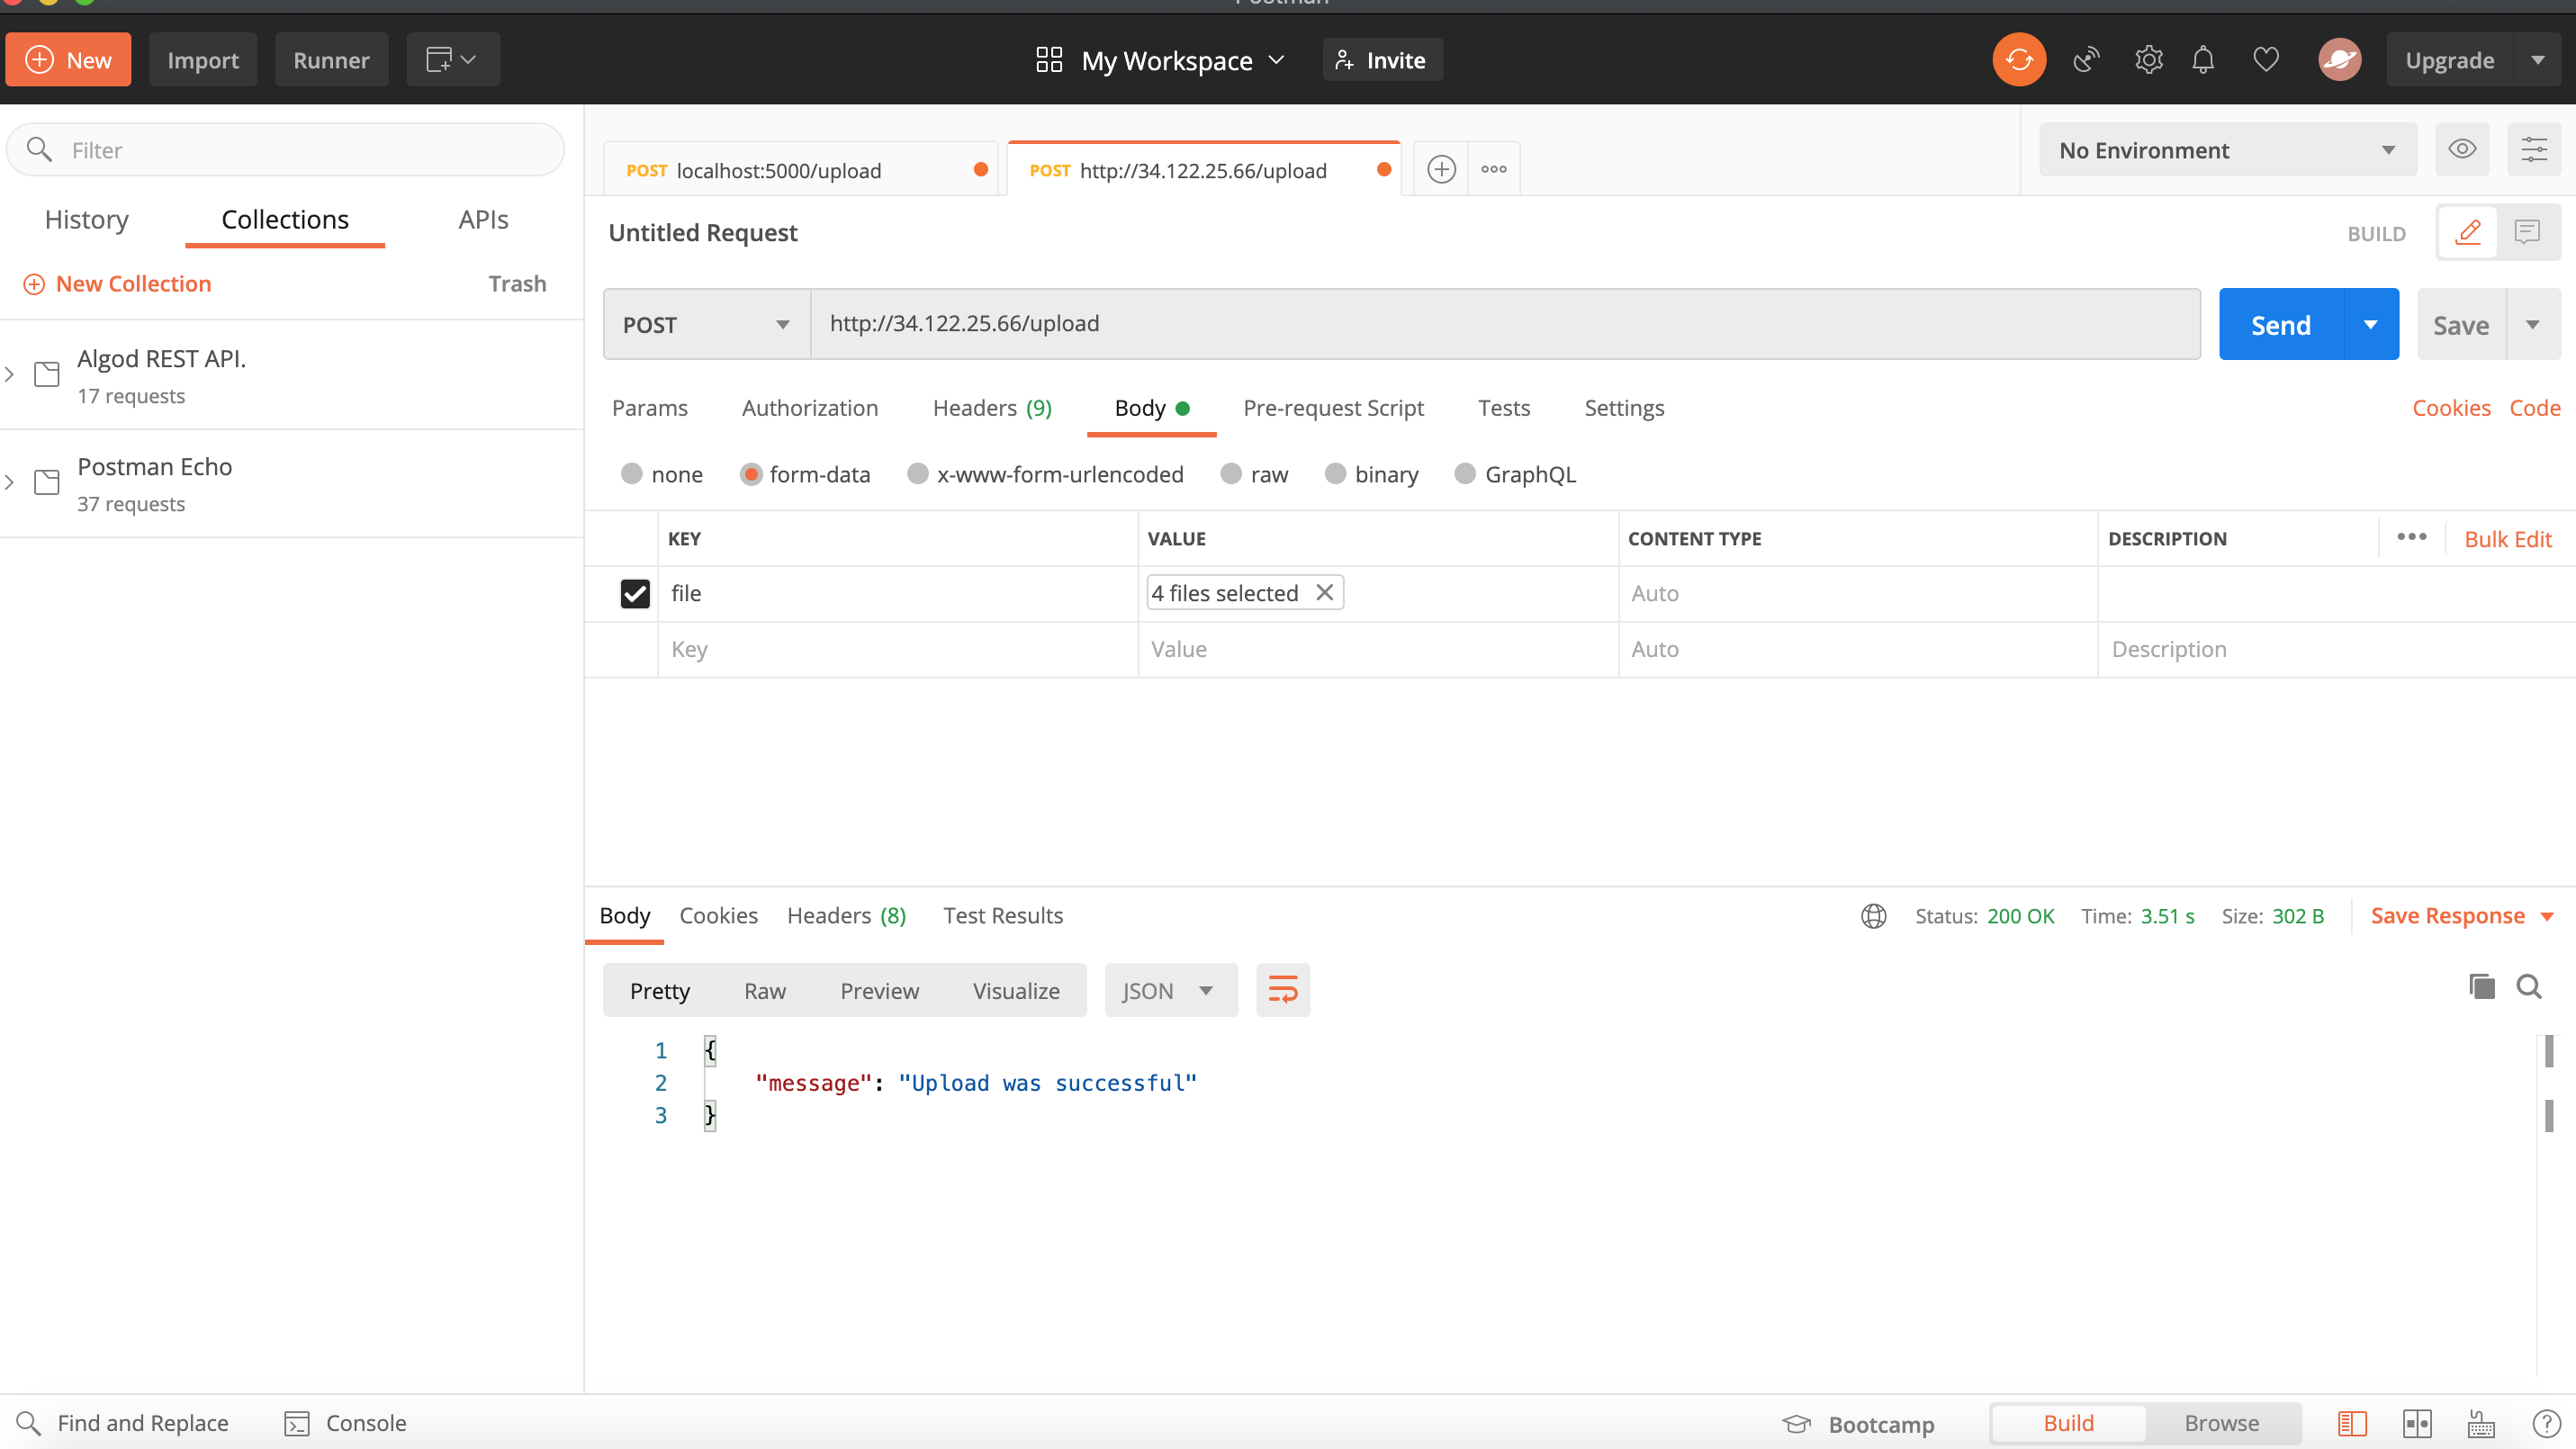 Postman
New
Import
Runner
My Workspace
Invite
Upgrade
Filter
History
Collections
APIs
New Collection
Trash
Algod REST API.
17 requests
Postman Echo
37 requests
POST localhost:5000/upload
POST http://34.122.25.66/upload
No Environment
Untitled Request
BUILD
POST
http://34.122.25.66/upload
Send
Save
Params
Authorization
Headers (9)
Body
Pre-request Script
Tests
Settings
Cookies
Code
none
form-data
x-www-form-urlencoded
raw
binary
GraphQL
KEY
VALUE
CONTENT TYPE
DESCRIPTION
Bulk Edit
file
4 files selected
Auto
Key
Value
Auto
Description
Body
Cookies
Headers (8)
Test Results
Status: 200 OK
Time: 3.51 s
Size: 302 B
Save Response
Pretty
Raw
Preview
Visualize
JSON
1 {
2 "message": "Upload was successful"
3 }
Find and Replace
Console
Bootcamp
Build
Browse